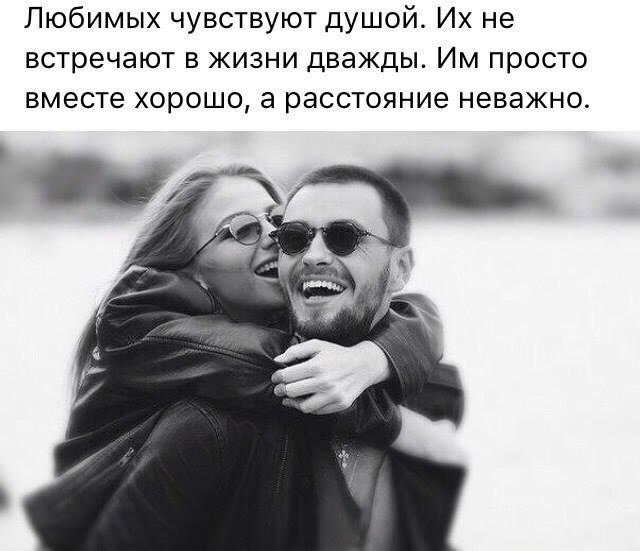 Любимых чувствуют душой. Их не
встречают в жизни дважды. Им просто
вместе хорошо, а расстояние неважно.